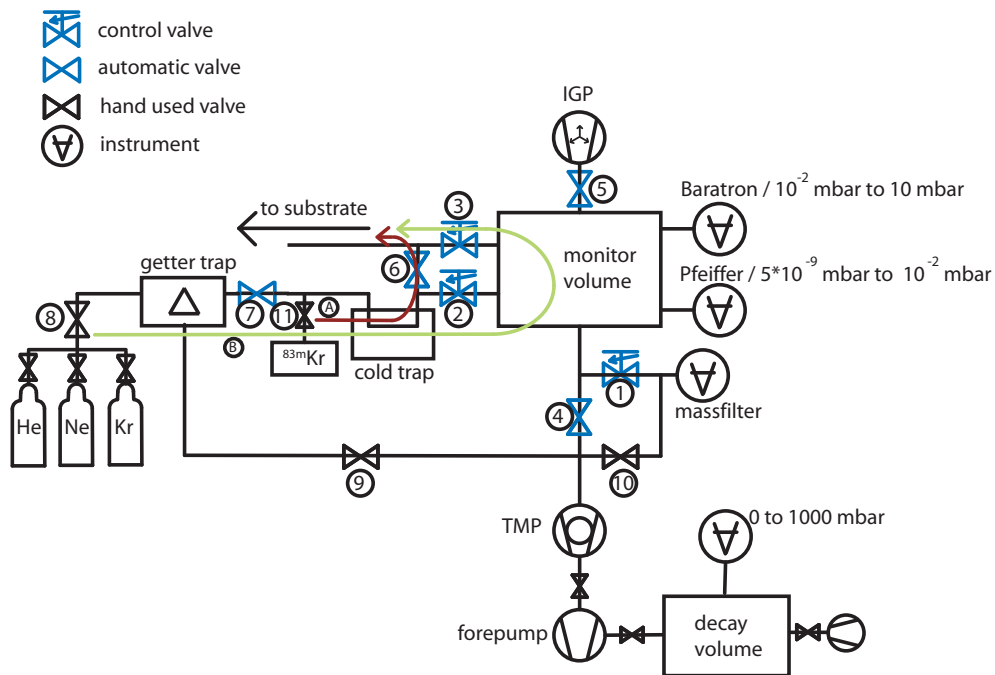 control valve
automatic valve
hand used valve
instrument
IGP
5
Baratron / 10⁻² mbar to 10 mbar
to substrate
3
monitor
volume
Pfeiffer / 5*10⁻⁹ mbar to 10⁻² mbar
getter trap
6
8
7
11
A
2
B
⁸³ᵐKr
cold trap
1
massfilter
4
He
Ne
Kr
9
10
TMP
0 to 1000 mbar
forepump
decay
volume